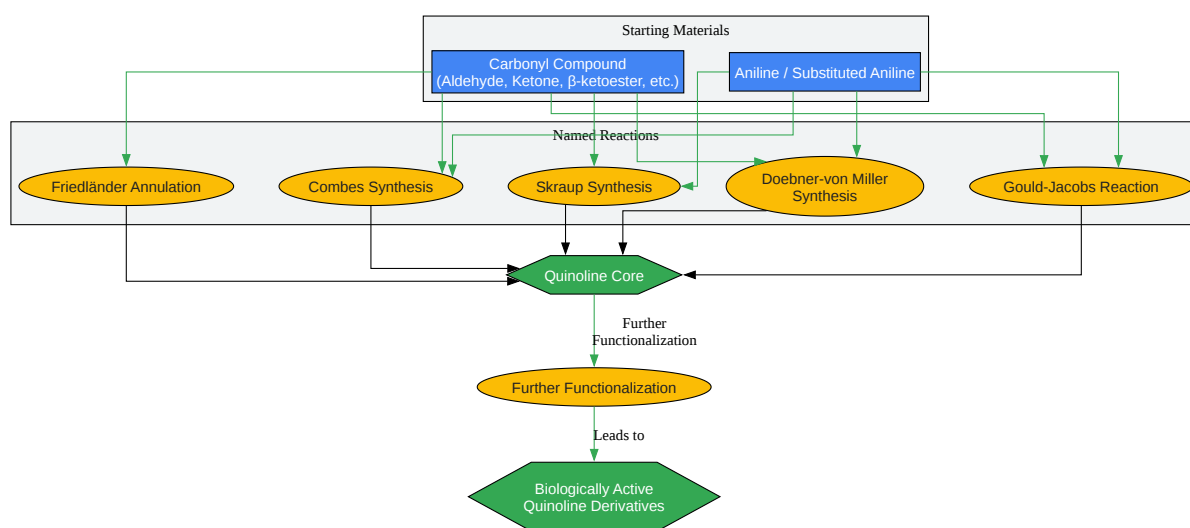 Starting Materials
Carbonyl Compound
(Aldehyde, Ketone, β-ketoester, etc.)
Aniline / Substituted Aniline
Named Reactions
Friedländer Annulation
Combes Synthesis
Skraup Synthesis
Doebner-von Miller
Synthesis
Gould-Jacobs Reaction
Quinoline Core
Further
Functionalization
Further Functionalization
Leads to
Biologically Active
Quinoline Derivatives